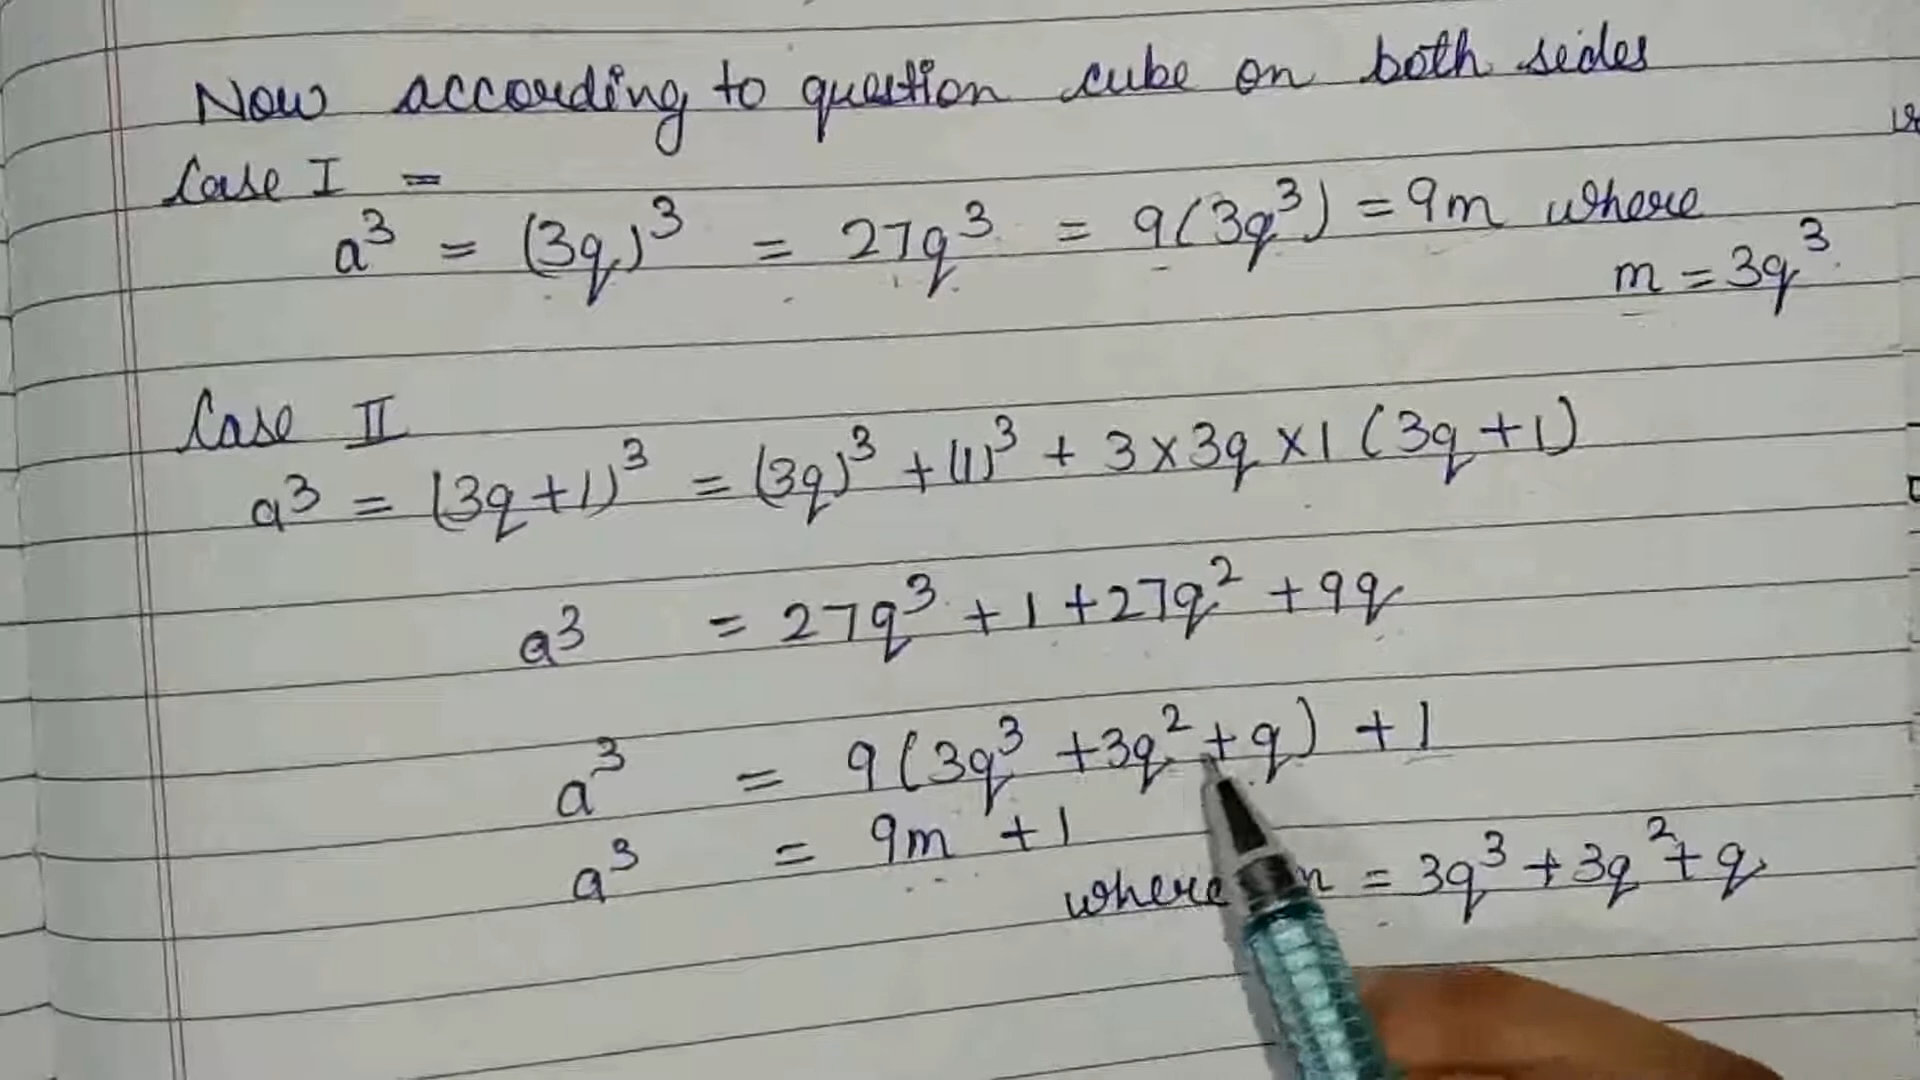 Now according to question cube on both sides
Case I =
a³ = (3q)³ = 27q³ = 9(3q³) = 9m where
m = 3q³
Case II
a³ = (3q+1)³ = (3q)³ + (1)³ + 3×3q×1(3q+1)
a³ = 27q³ + 1 + 27q² + 9q
a³ = 9(3q³ + 3q² + q) + 1
a³ = 9m + 1
where = 3q³ + 3q² + q